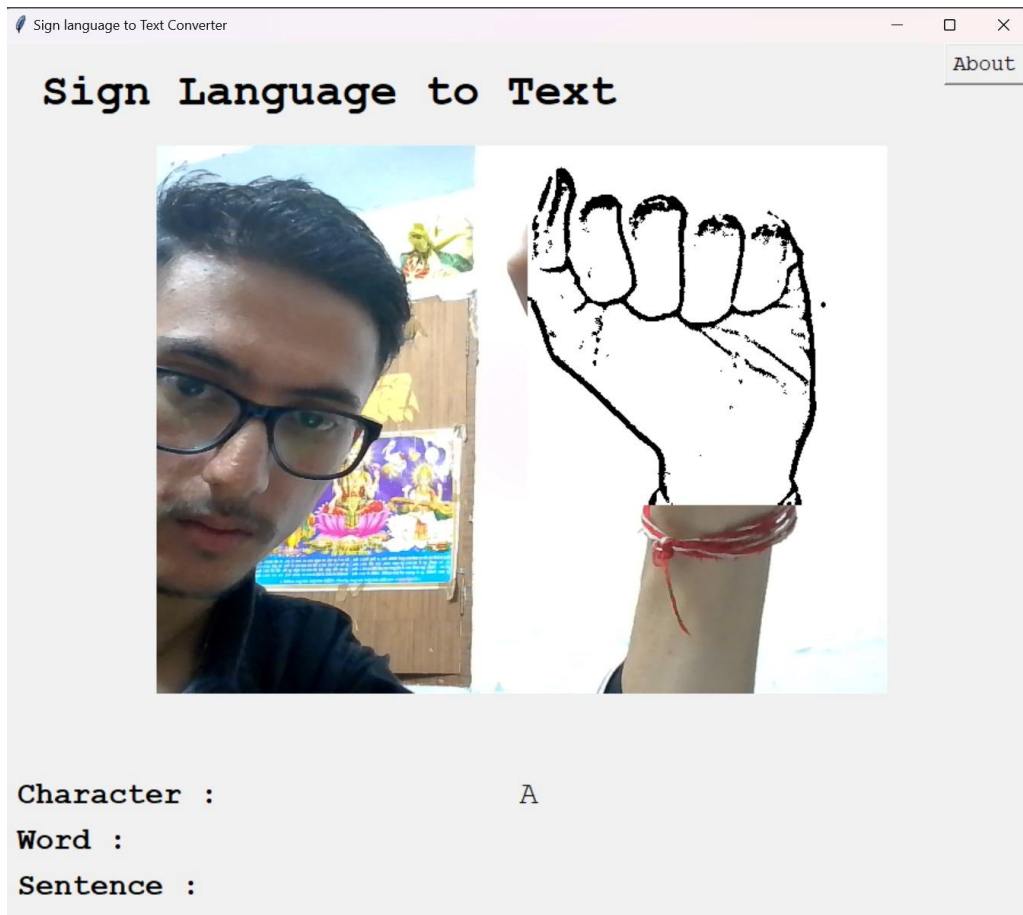 Sign language to Text Converter
About
Sign Language to Text
Character : A
Word :
Sentence :